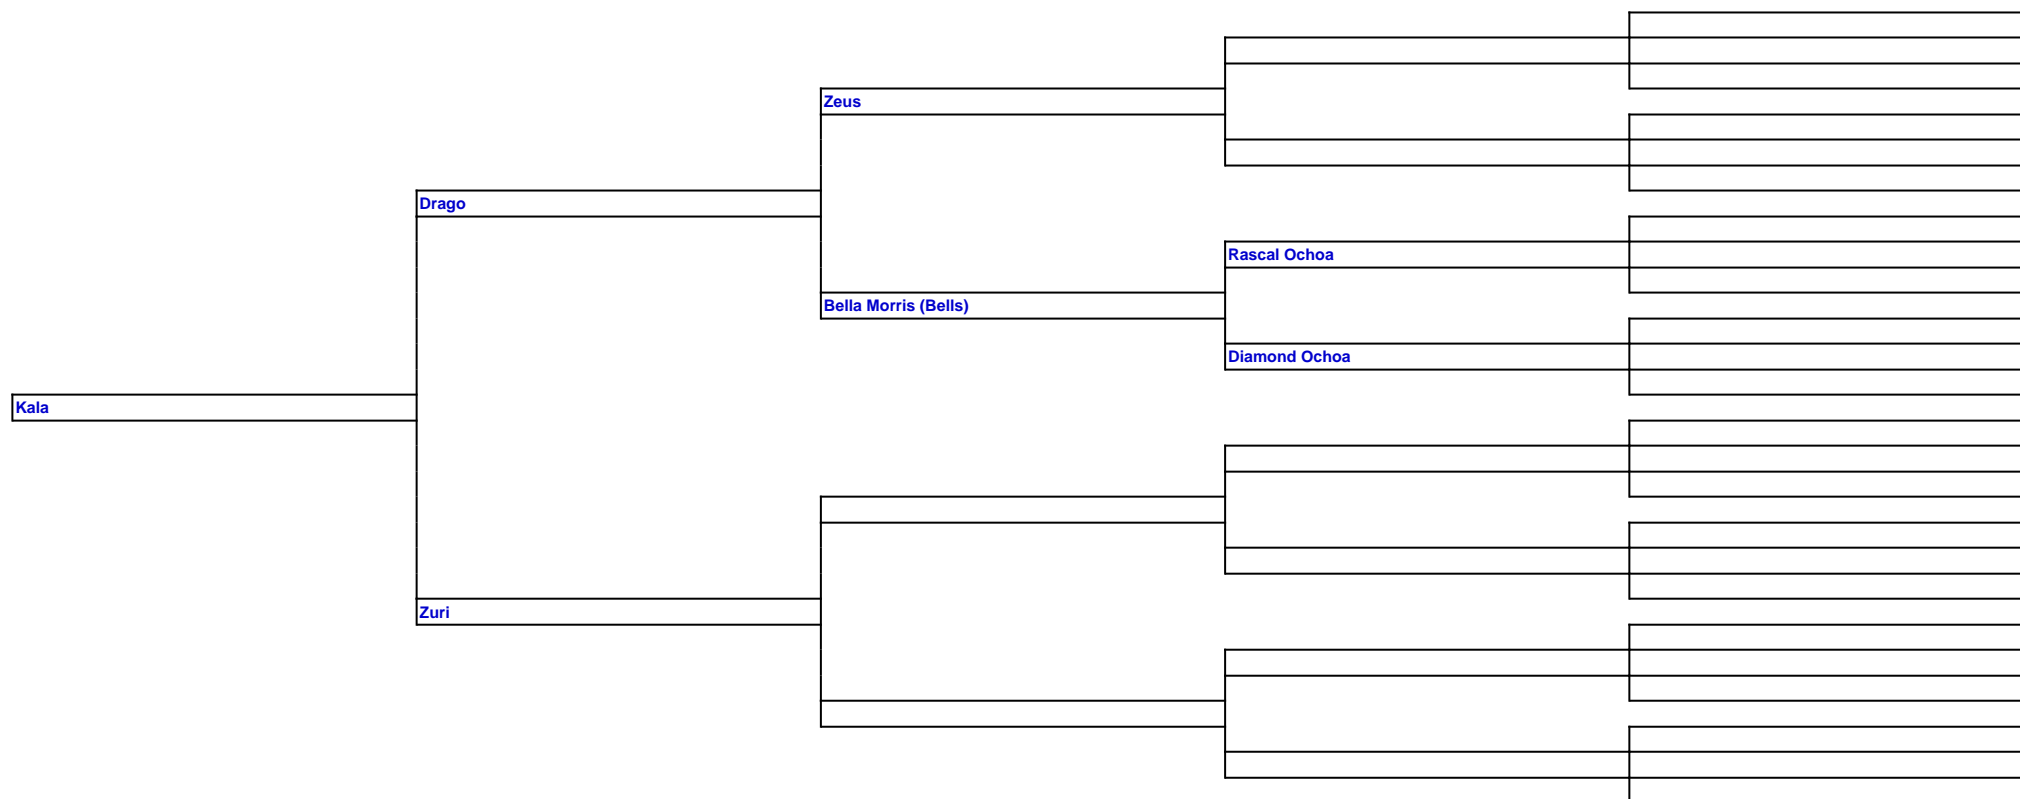 Zeus
Drago
Rascal Ochoa
Bella Morris (Bells)
Diamond Ochoa
Kala
Zuri